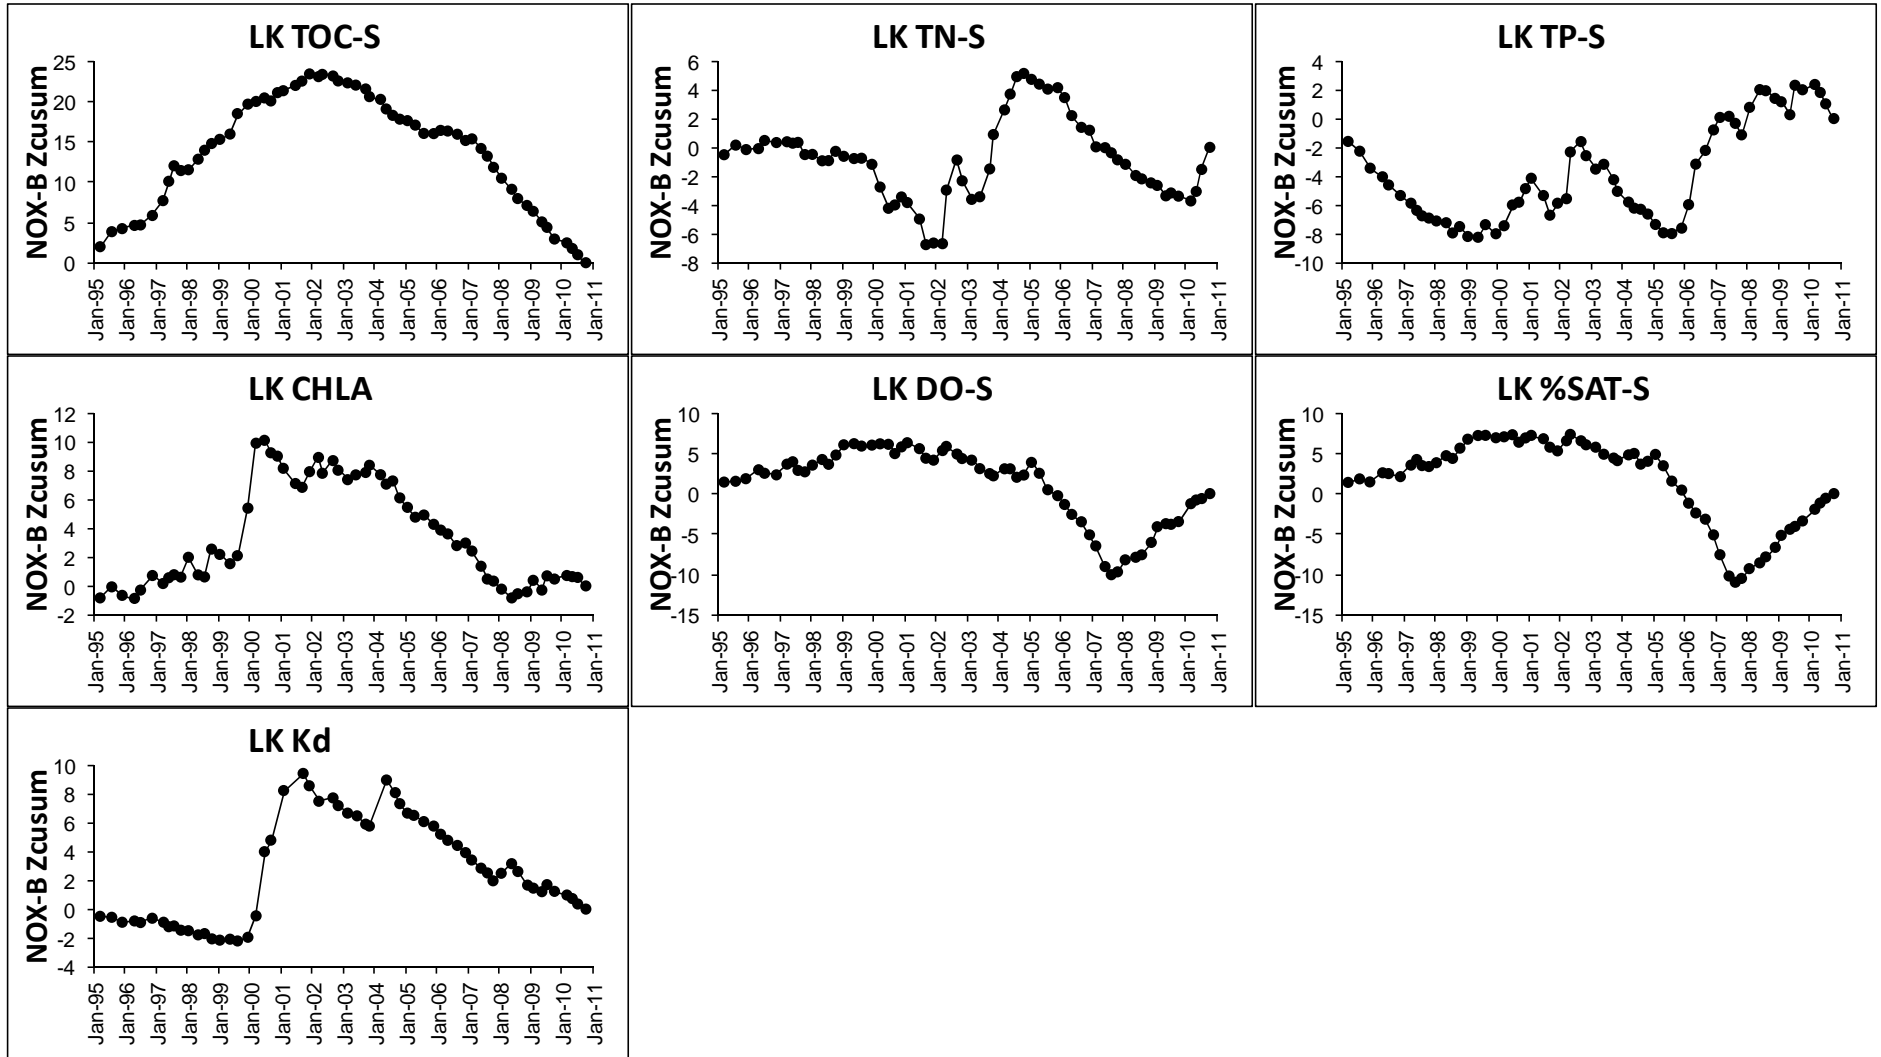 LK TOC-S
NOX-B Zcusum
25
20
15
10
5
0
Jan-95
Jan-96
Jan-97
Jan-98
Jan-99
Jan-00
Jan-01
Jan-02
Jan-03
Jan-04
Jan-05
Jan-06
Jan-07
Jan-08
Jan-09
Jan-10
Jan-11
LK TN-S
NOX-B Zcusum
6
4
2
0
-2
-4
-6
-8
Jan-95
Jan-96
Jan-97
Jan-98
Jan-99
Jan-00
Jan-01
Jan-02
Jan-03
Jan-04
Jan-05
Jan-06
Jan-07
Jan-08
Jan-09
Jan-10
Jan-11
LK TP-S
NOX-B Zcusum
4
2
0
-2
-4
-6
-8
-10
Jan-95
Jan-96
Jan-97
Jan-98
Jan-99
Jan-00
Jan-01
Jan-02
Jan-03
Jan-04
Jan-05
Jan-06
Jan-07
Jan-08
Jan-09
Jan-10
Jan-11
LK CHLA
NOX-B Zcusum
12
10
8
6
4
2
0
-2
Jan-95
Jan-96
Jan-97
Jan-98
Jan-99
Jan-00
Jan-01
Jan-02
Jan-03
Jan-04
Jan-05
Jan-06
Jan-07
Jan-08
Jan-09
Jan-10
Jan-11
LK DO-S
NOX-B Zcusum
10
5
0
-5
-10
-15
Jan-95
Jan-96
Jan-97
Jan-98
Jan-99
Jan-00
Jan-01
Jan-02
Jan-03
Jan-04
Jan-05
Jan-06
Jan-07
Jan-08
Jan-09
Jan-10
Jan-11
LK %SAT-S
NOX-B Zcusum
10
5
0
-5
-10
-15
Jan-95
Jan-96
Jan-97
Jan-98
Jan-99
Jan-00
Jan-01
Jan-02
Jan-03
Jan-04
Jan-05
Jan-06
Jan-07
Jan-08
Jan-09
Jan-10
Jan-11
LK Kd
NOX-B Zcusum
10
8
6
4
2
0
-2
-4
Jan-95
Jan-96
Jan-97
Jan-98
Jan-99
Jan-00
Jan-01
Jan-02
Jan-03
Jan-04
Jan-05
Jan-06
Jan-07
Jan-08
Jan-09
Jan-10
Jan-11